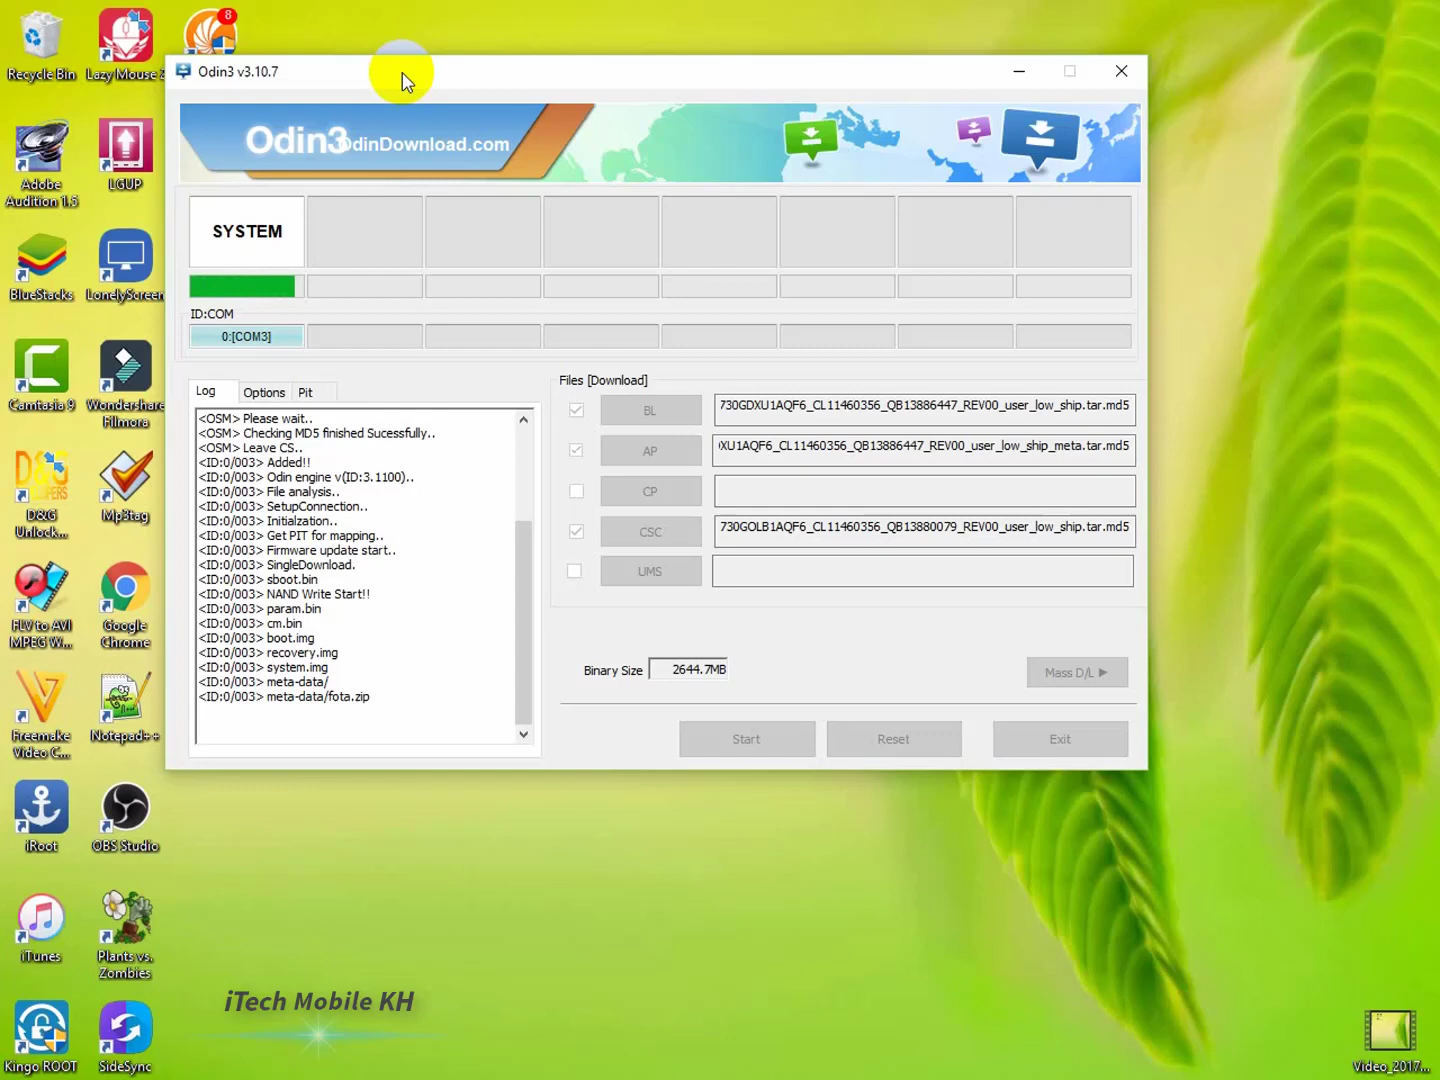 8
Recycle Bin
Lazy Mouse 2
Adobe
Audition 1.5
LGUP
BlueStacks
LonelyScreen
Camtasia 9
Wondershare
Filmora
D&G
Unlock...
Mp3tag
FLV to AVI
MPEG W...
Google
Chrome
Freemake
Video C...
Notepad++
iRoot
OBS Studio
iTunes
Plants vs.
Zombies
Kingo ROOT
SideSync
Odin3 v3.10.7
Odin3
OdinDownload.com
SYSTEM
ID:COM
0:[COM3]
Log
Options
Pit
<OSM> Please wait..
<OSM> Checking MD5 finished Sucessfully..
<OSM> Leave CS..
<ID:0/003> Added!!
<ID:0/003> Odin engine v(ID:3.1100)..
<ID:0/003> File analysis..
<ID:0/003> SetupConnection..
<ID:0/003> Initialzation..
<ID:0/003> Get PIT for mapping..
<ID:0/003> Firmware update start..
<ID:0/003> SingleDownload.
<ID:0/003> sboot.bin
<ID:0/003> NAND Write Start!!
<ID:0/003> param.bin
<ID:0/003> cm.bin
<ID:0/003> boot.img
<ID:0/003> recovery.img
<ID:0/003> system.img
<ID:0/003> meta-data/
<ID:0/003> meta-data/fota.zip
Files [Download]
BL
730GDXU1AQF6_CL11460356_QB13886447_REV00_user_low_ship.tar.md5
AP
XU1AQF6_CL11460356_QB13886447_REV00_user_low_ship_meta.tar.md5
CP
CSC
730GOLB1AQF6_CL11460356_QB13880079_REV00_user_low_ship.tar.md5
UMS
Binary Size
2644.7MB
Mass D/L
Start
Reset
Exit
iTech Mobile KH
Video_2017...